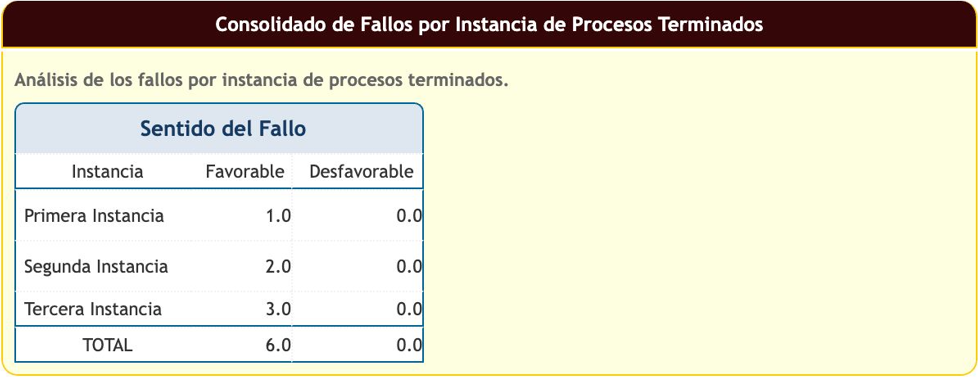 Consolidado de Fallos por Instancia de Procesos Terminados
Análisis de los fallos por instancia de procesos terminados.
Sentido del Fallo
Instancia Favorable Desfavorable
Primera Instancia 1.0 0.0
Segunda Instancia 2.0 0.0
Tercera Instancia 3.0 0.0
TOTAL 6.0 0.0